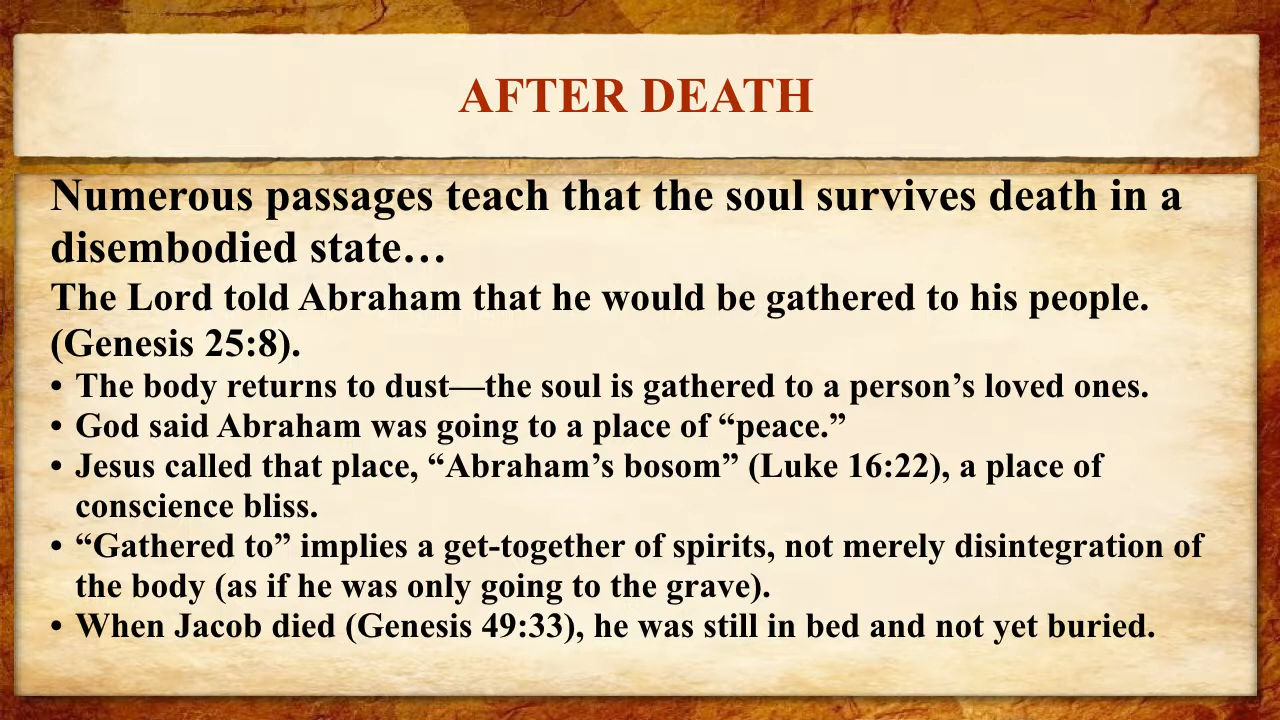 AFTER DEATH
Numerous passages teach that the soul survives death in a
disembodied state…
The Lord told Abraham that he would be gathered to his people.
(Genesis 25:8).
• The body returns to dust—the soul is gathered to a person’s loved ones.
• God said Abraham was going to a place of “peace.”
• Jesus called that place, “Abraham’s bosom” (Luke 16:22), a place of
conscience bliss.
• “Gathered to” implies a get-together of spirits, not merely disintegration of
the body (as if he was only going to the grave).
• When Jacob died (Genesis 49:33), he was still in bed and not yet buried.